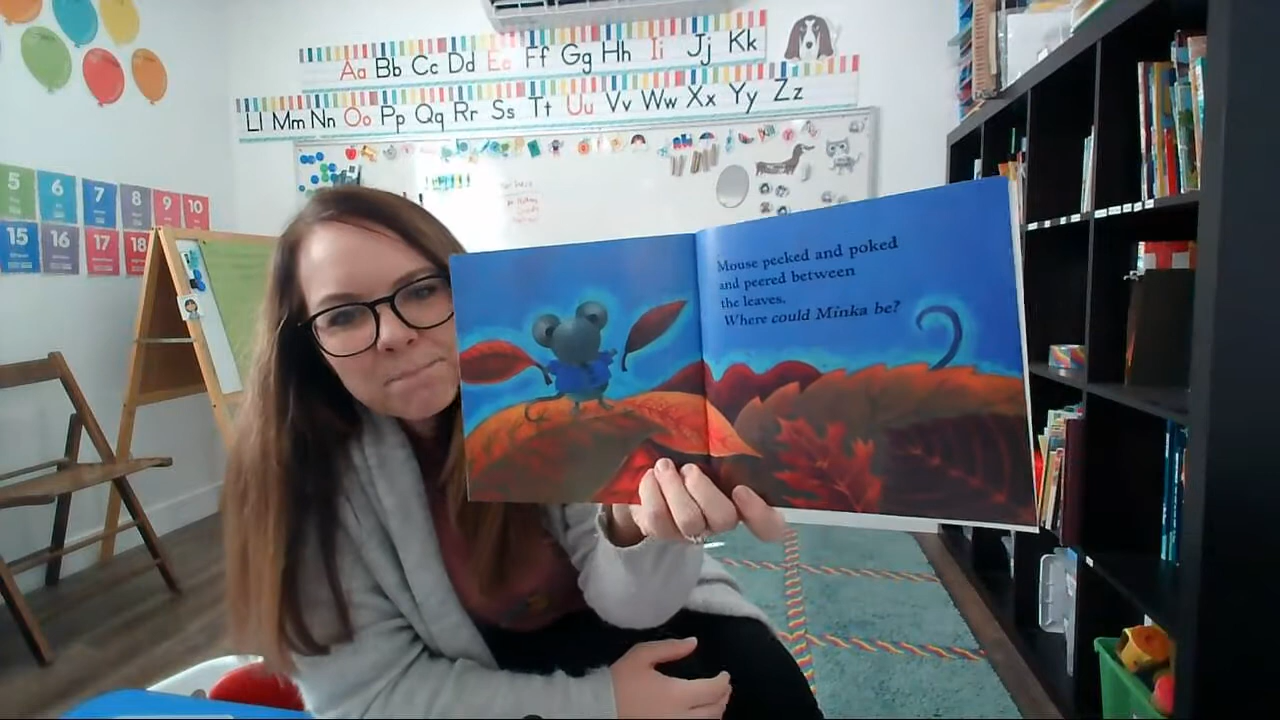 Aa Bb Cc Dd Ee Ff Gg Hh Ii Jj Kk
Ll Mm Nn Oo Pp Qq Rr Ss Tt Uu Vv Ww Xx Yy Zz
5 6 7 8 9 10
15 16 17 18
Mouse peeked and poked
and peered between
the leaves.
Where could Minka be?